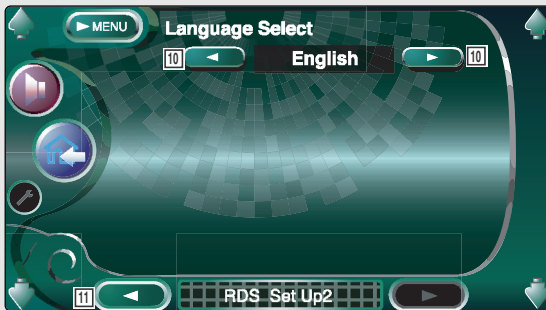 ►MENU Language Select
10 ◄ English ► 10
11 ◄ RDS Set Up2 ►